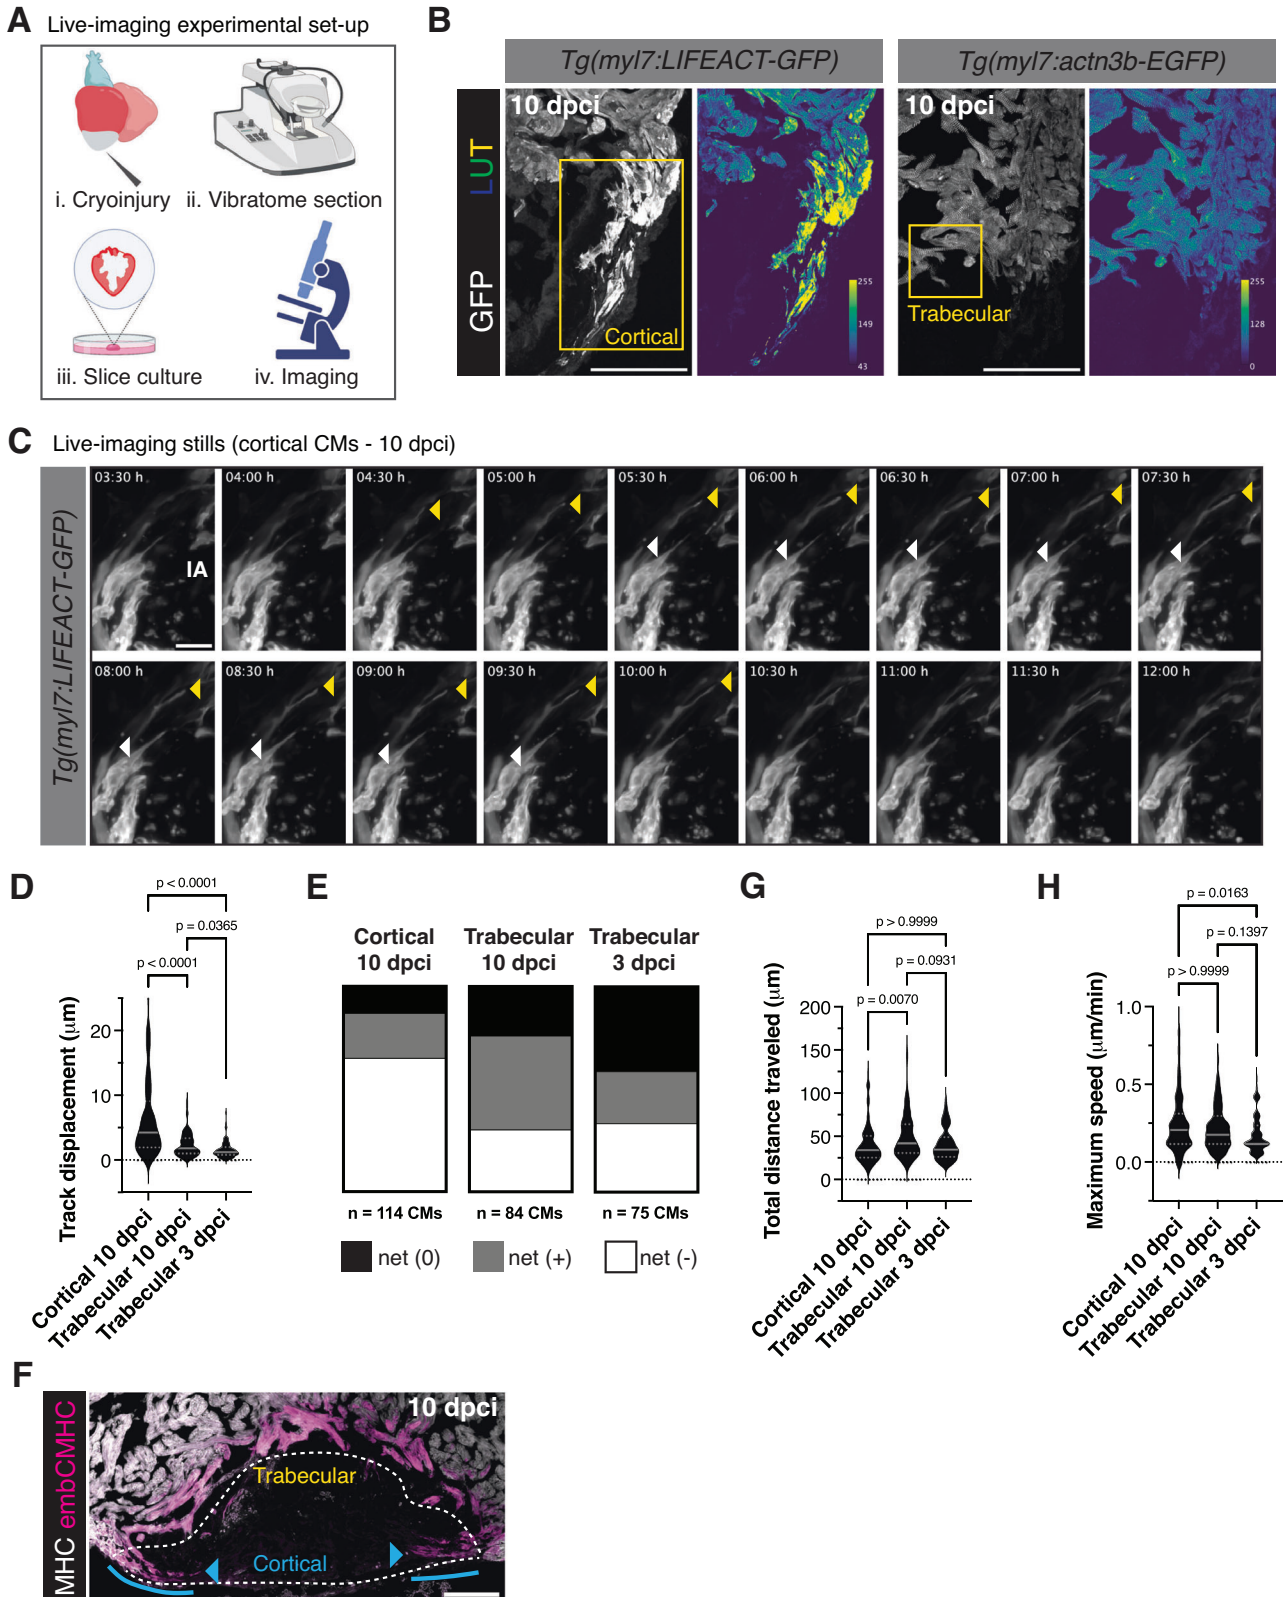 A Live-imaging experimental set-up
i. Cryoinjury
ii. Vibratome section
iii. Slice culture
iv. Imaging
B
Tg(myl7:LIFEACT-GFP)
Tg(myl7:actn3b-EGFP)
GFP LUT
10 dpci
Cortical
255
149
43
10 dpci
Trabecular
255
128
0
C Live-imaging stills (cortical CMs - 10 dpci)
Tg(myl7:LIFEACT-GFP)
03:30 h
04:00 h
04:30 h
05:00 h
05:30 h
06:00 h
06:30 h
07:00 h
07:30 h
IA
08:00 h
08:30 h
09:00 h
09:30 h
10:00 h
10:30 h
11:00 h
11:30 h
12:00 h
D
p < 0.0001
p = 0.0365
p < 0.0001
Track displacement (μm)
20
10
0
Cortical 10 dpci
Trabecular 10 dpci
Trabecular 3 dpci
E
Cortical
10 dpci
Trabecular
10 dpci
Trabecular
3 dpci
n = 114 CMs
n = 84 CMs
n = 75 CMs
net (0)
net (+)
net (-)
G
p > 0.9999
p = 0.0931
p = 0.0070
Total distance traveled (μm)
200
150
100
50
0
Cortical 10 dpci
Trabecular 10 dpci
Trabecular 3 dpci
H
p = 0.0163
p = 0.1397
p > 0.9999
Maximum speed (μm/min)
1.0
0.5
0.0
Cortical 10 dpci
Trabecular 10 dpci
Trabecular 3 dpci
F
MHC embCMHC
10 dpci
Trabecular
Cortical